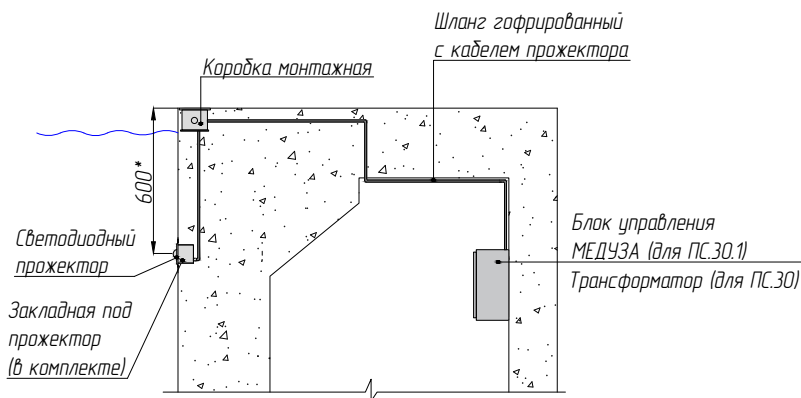 Шланг гофрированный
с кабелем прожектора
Коробка монтажная
600*
Светодиодный
прожектор
Закладная под
прожектор
(в комплекте)
Блок управления
МЕДУЗА (для ПС.30.1)
Трансформатор (для ПС.30)